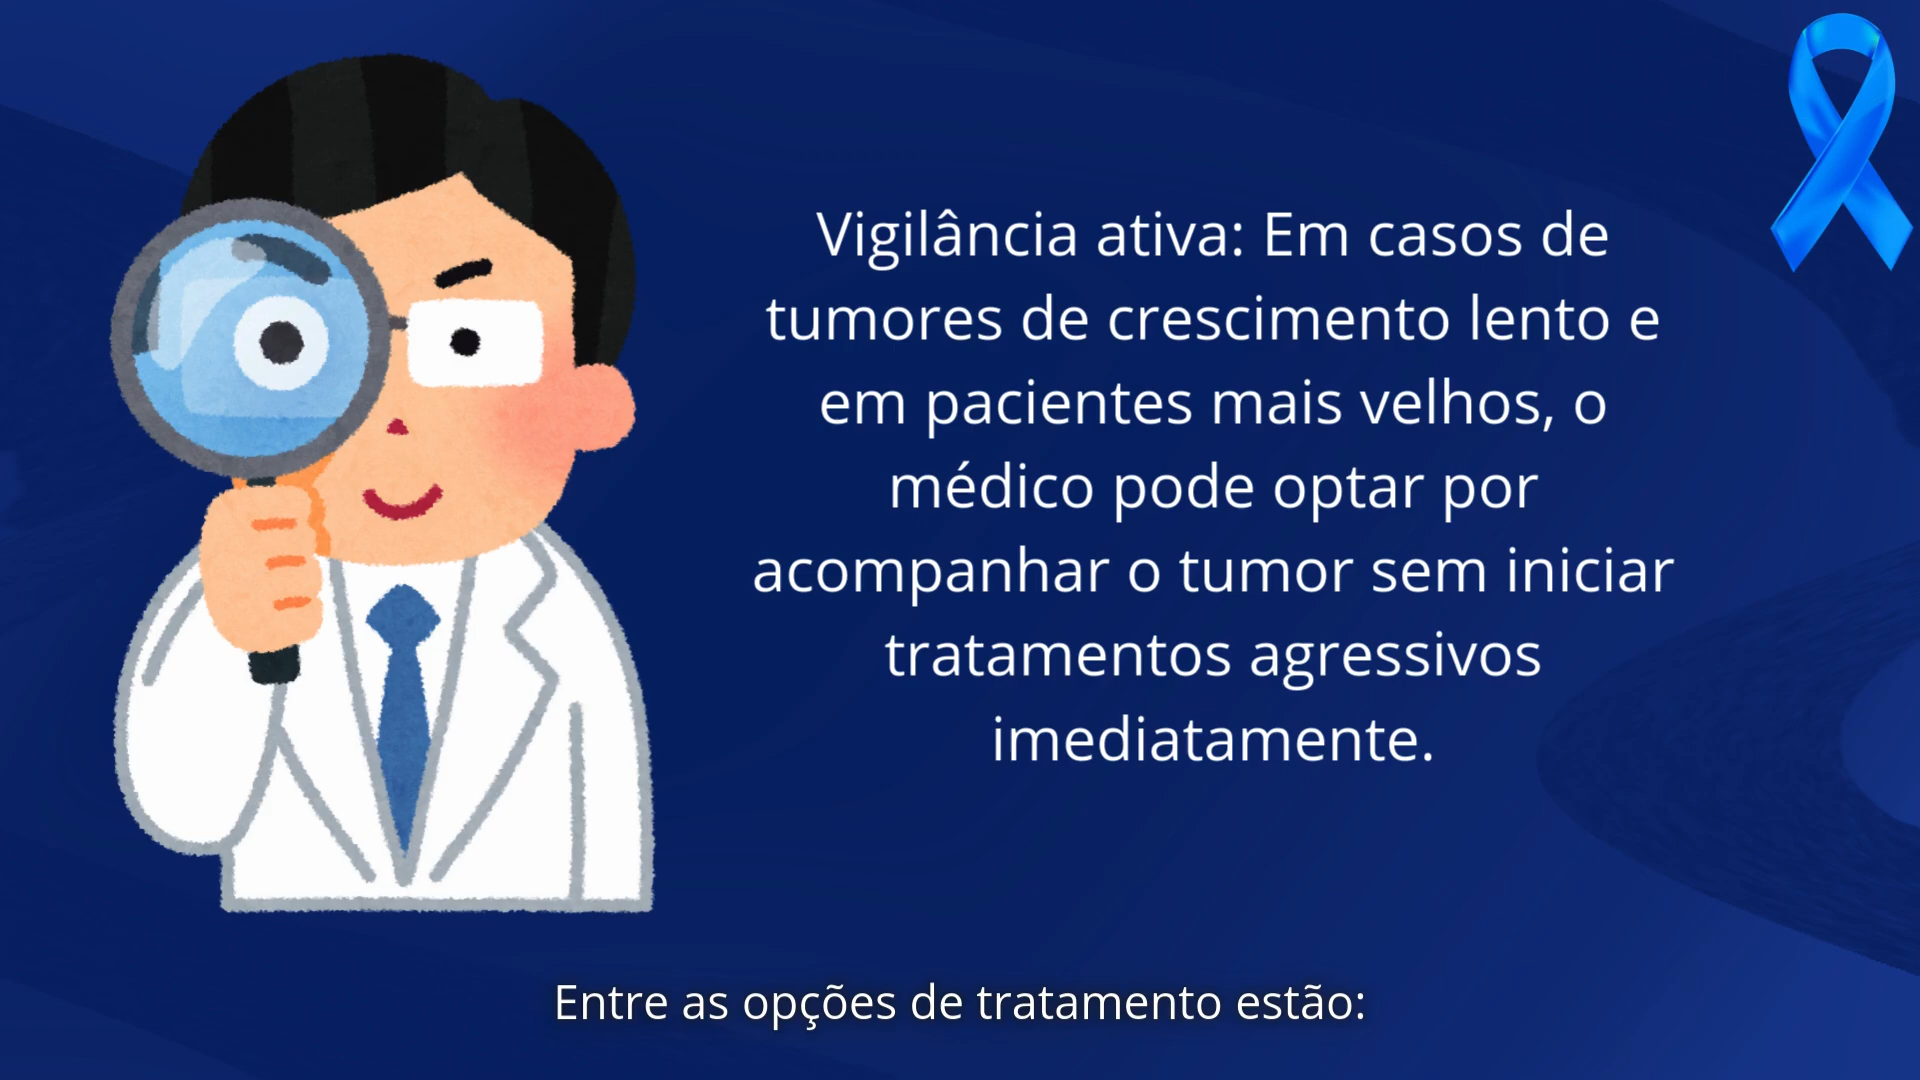 Vigilância ativa: Em casos de
tumores de crescimento lento e
em pacientes mais velhos, o
médico pode optar por
acompanhar o tumor sem iniciar
tratamentos agressivos
imediatamente.
Entre as opções de tratamento estão: